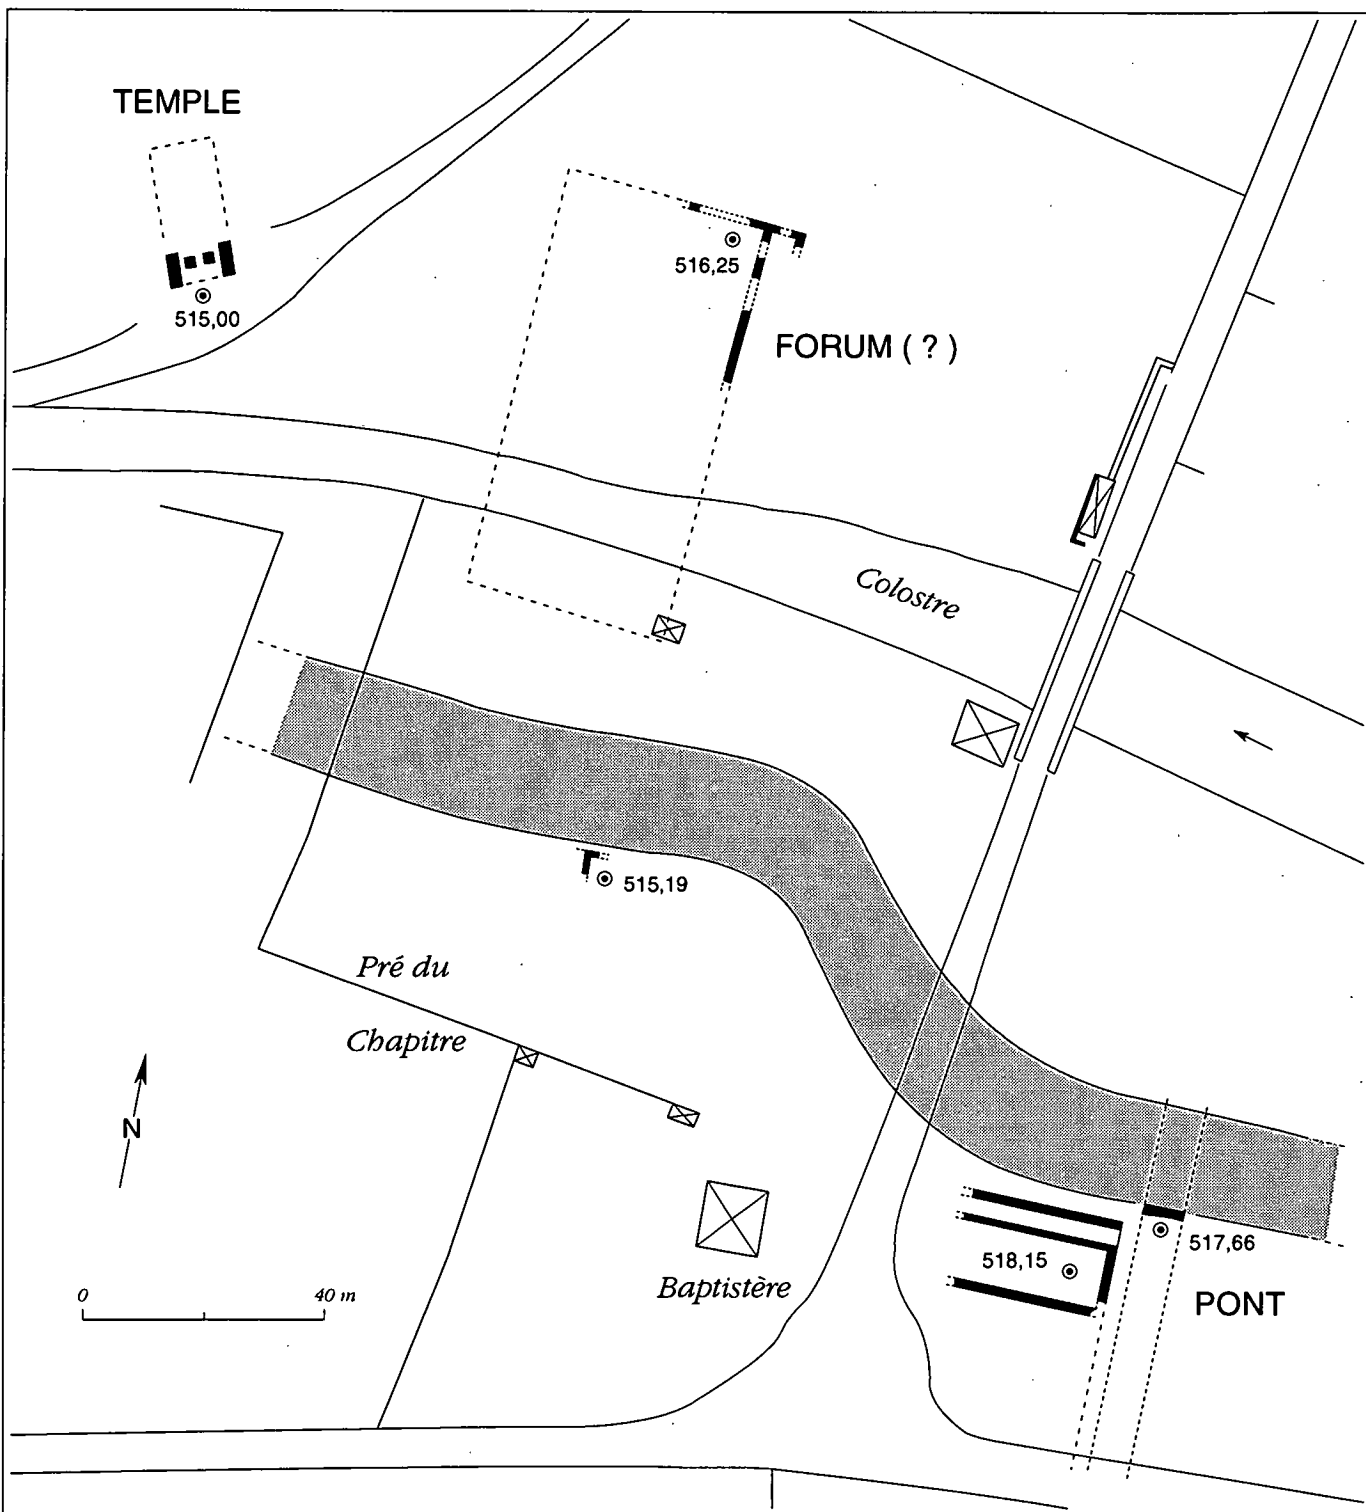 TEMPLE
515,00
516,25
FORUM ( ? )
Colostre
515,19
Pré du
Chapitre
N
0 40 m
Baptistère
518,15
517,66
PONT